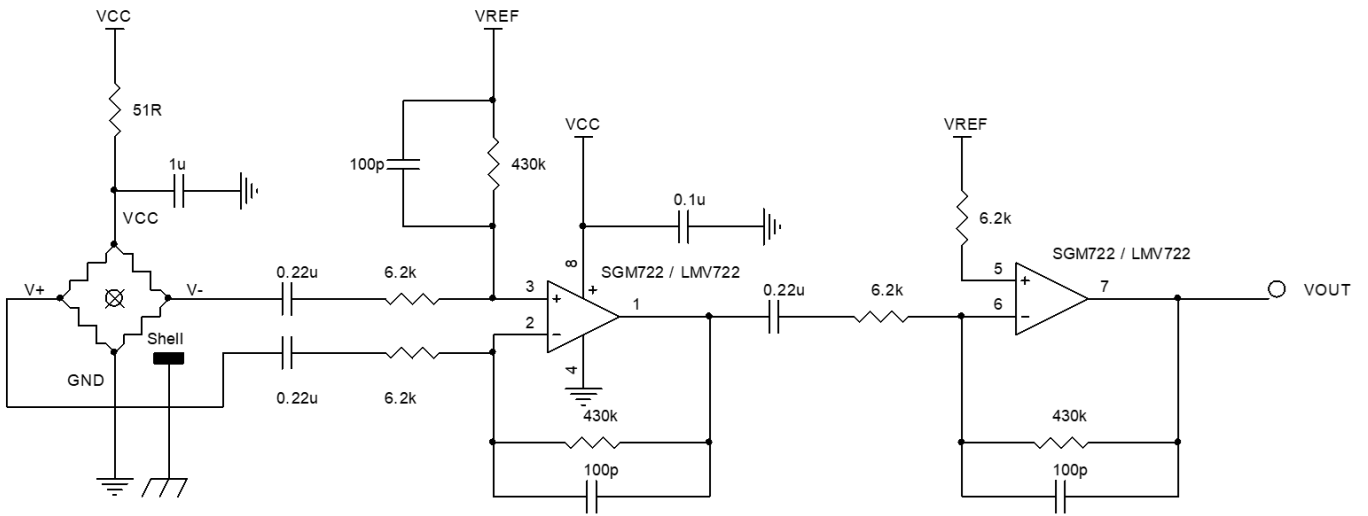 VCC
VREF
51R
VCC
VREF
100p
430k
1u
0.1u
VCC
6.2k
8
SGM722 / LMV722
SGM722 / LMV722
0.22u
6.2k
5
+
V+
V-
3
+
+
1
0.22u
6.2k
7
VOUT
6
−
2
−
Shell
4
GND
0.22u
6.2k
430k
430k
100p
100p